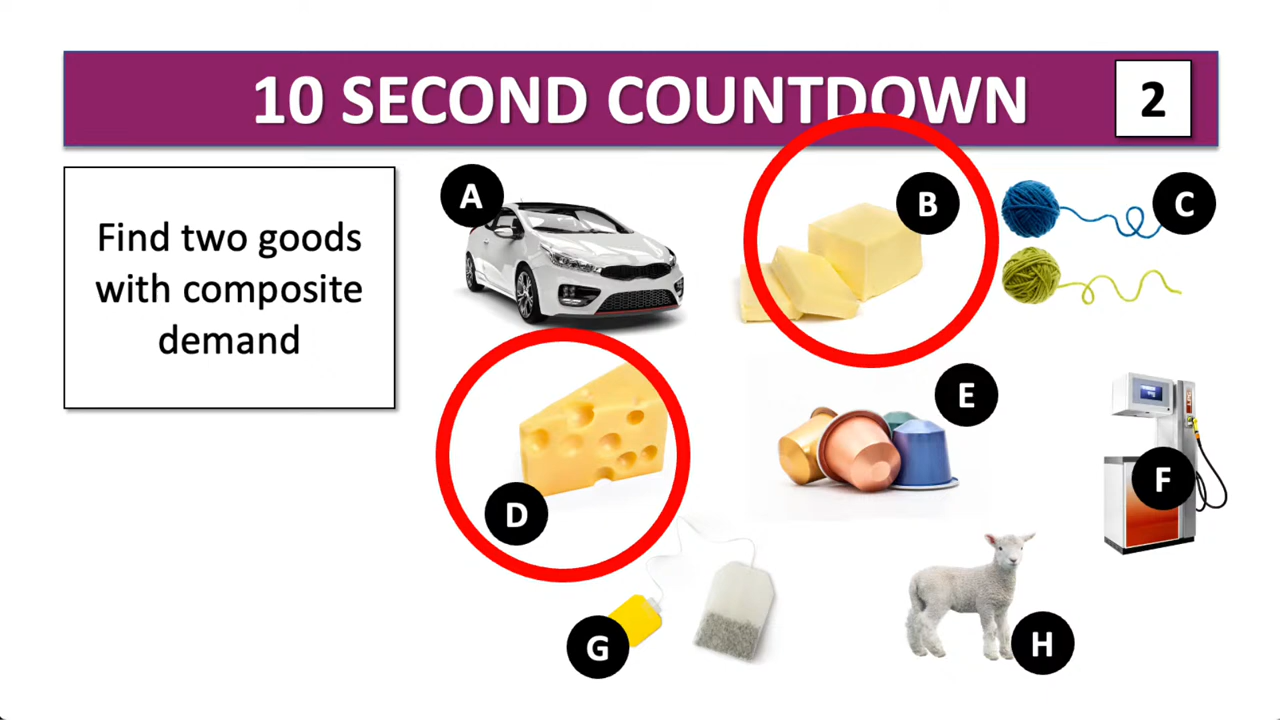 10 SECOND COUNTDOWN
2
Find two goods
with composite
demand
A
B
C
D
E
F
G
H